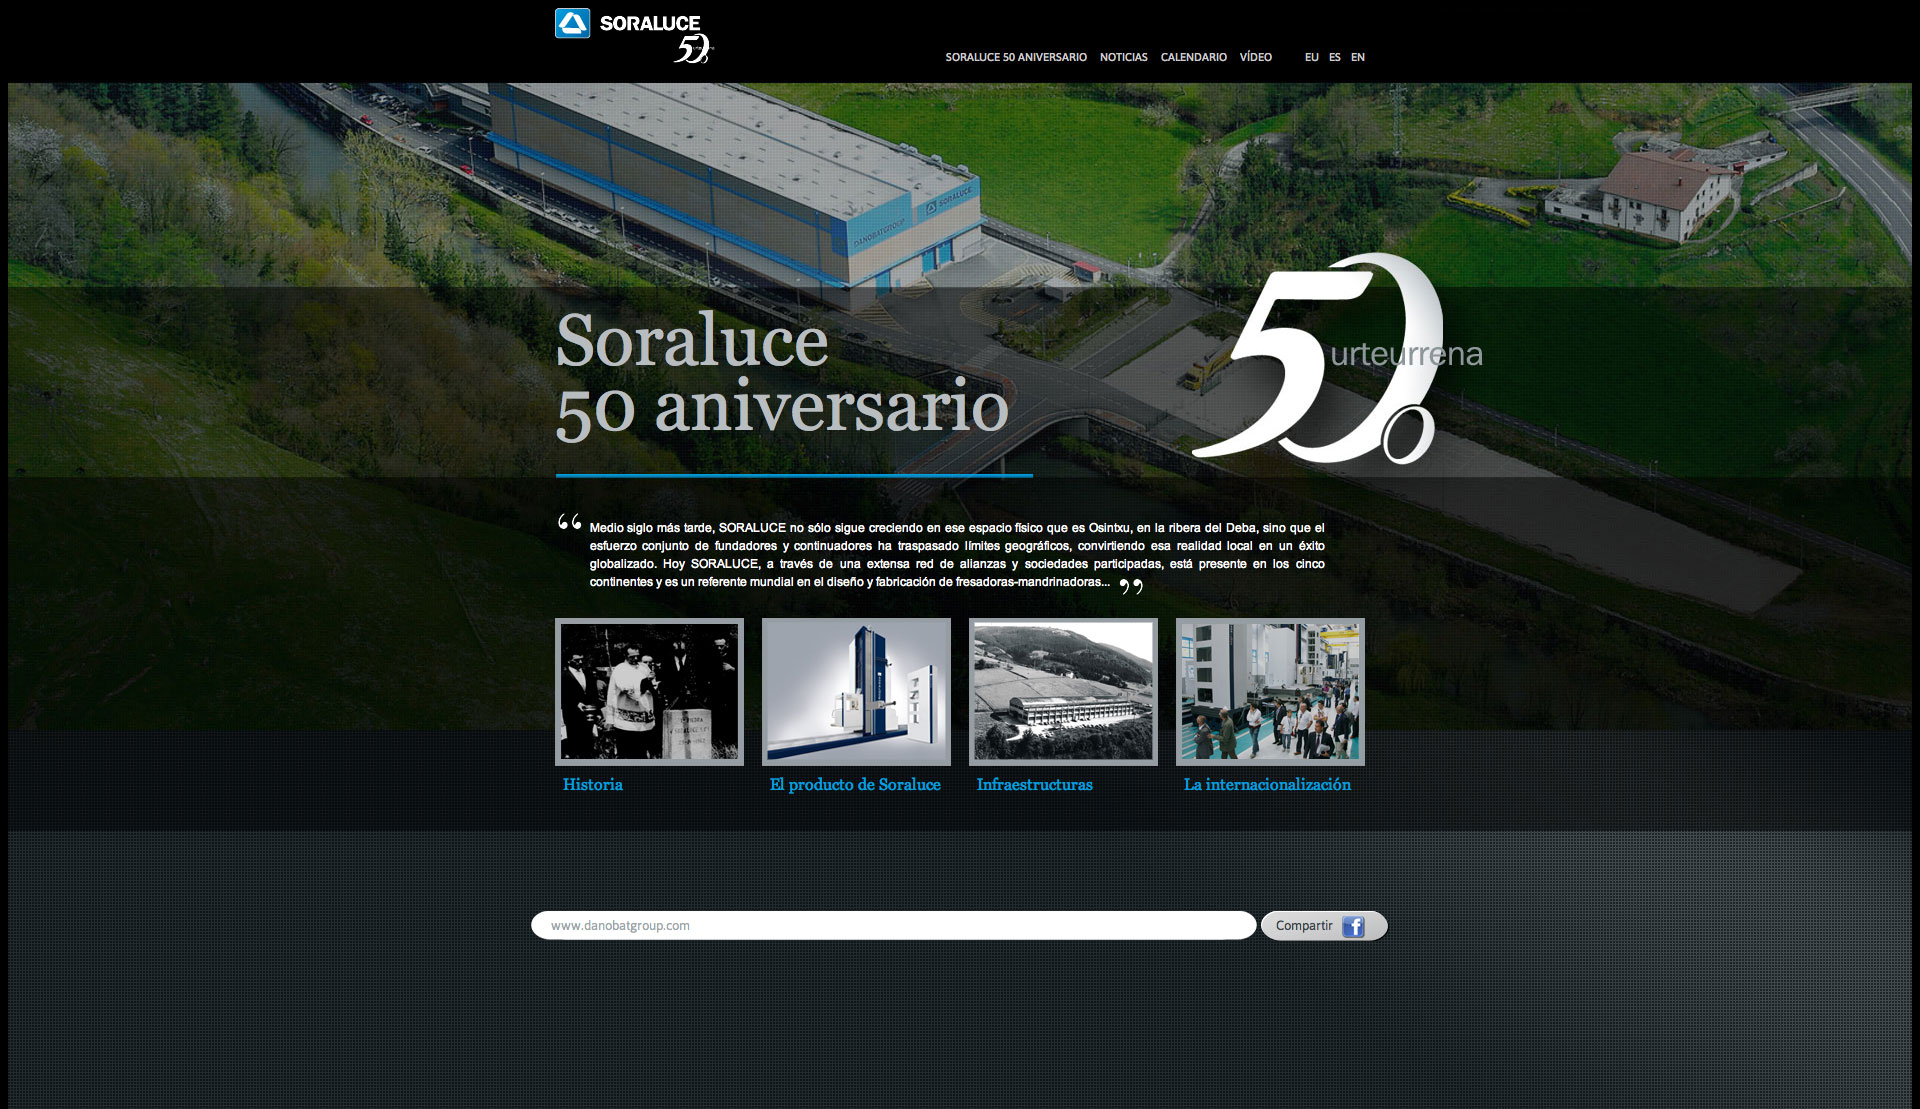 SORALUCE
50 urteurrena
SORALUCE 50 ANIVERSARIO NOTICIAS CALENDARIO VÍDEO EU ES EN
SORALUCE
DANOBATGROUP
Soraluce
50 aniversario
50 urteurrena
“ Medio siglo más tarde, SORALUCE no sólo sigue creciendo en ese espacio físico que es Osintxu, en la ribera del Deba, sino que el
esfuerzo conjunto de fundadores y continuadores ha traspasado límites geográficos, convirtiendo esa realidad local en un éxito
globalizado. Hoy SORALUCE, a través de una extensa red de alianzas y sociedades participadas, está presente en los cinco
continentes y es un referente mundial en el diseño y fabricación de fresadoras-mandrinadoras... ”
PIEDRA
SORALUCE
Historia
El producto de Soraluce
Infraestructuras
La internacionalización
www.danobatgroup.com
Compartir f